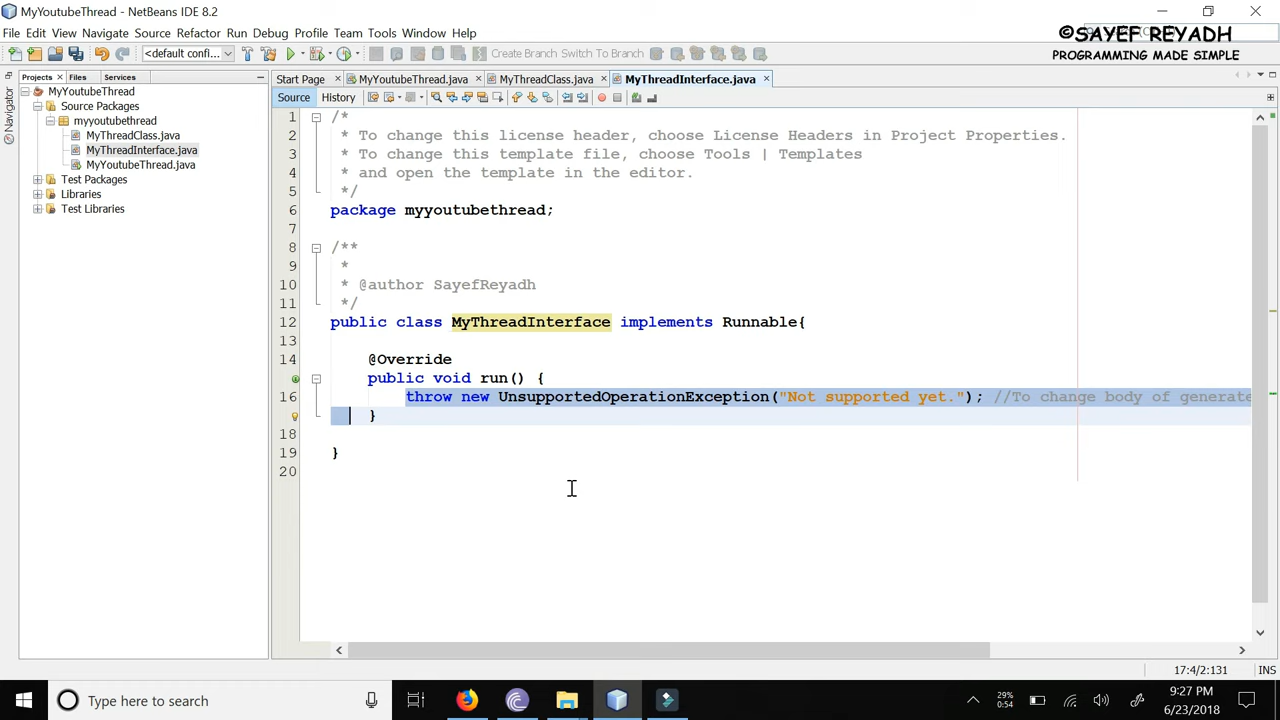 MyYoutubeThread - NetBeans IDE 8.2
©SAYEF REYADH
PROGRAMMING MADE SIMPLE
File Edit View Navigate Source Refactor Run Debug Profile Team Tools Window Help
<default confi...
Create Branch Switch To Branch
Projects Files Services
Start Page MyYoutubeThread.java MyThreadClass.java MyThreadInterface.java
Navigator
Source History
MyYoutubeThread
Source Packages
myyoutubethread
MyThreadClass.java
MyThreadInterface.java
MyYoutubeThread.java
Test Packages
Libraries
Test Libraries
1 /*
2 * To change this license header, choose License Headers in Project Properties.
3 * To change this template file, choose Tools | Templates
4 * and open the template in the editor.
5 */
6 package myyoutubethread;
7
8 /**
9 *
10 * @author SayefReyadh
11 */
12 public class MyThreadInterface implements Runnable{
13
14 @Override
public void run() {
16 throw new UnsupportedOperationException("Not supported yet."); //To change body of generate
}
18
19 }
20
17:4/2:131 INS
Type here to search
29%
0:54
9:27 PM
6/23/2018